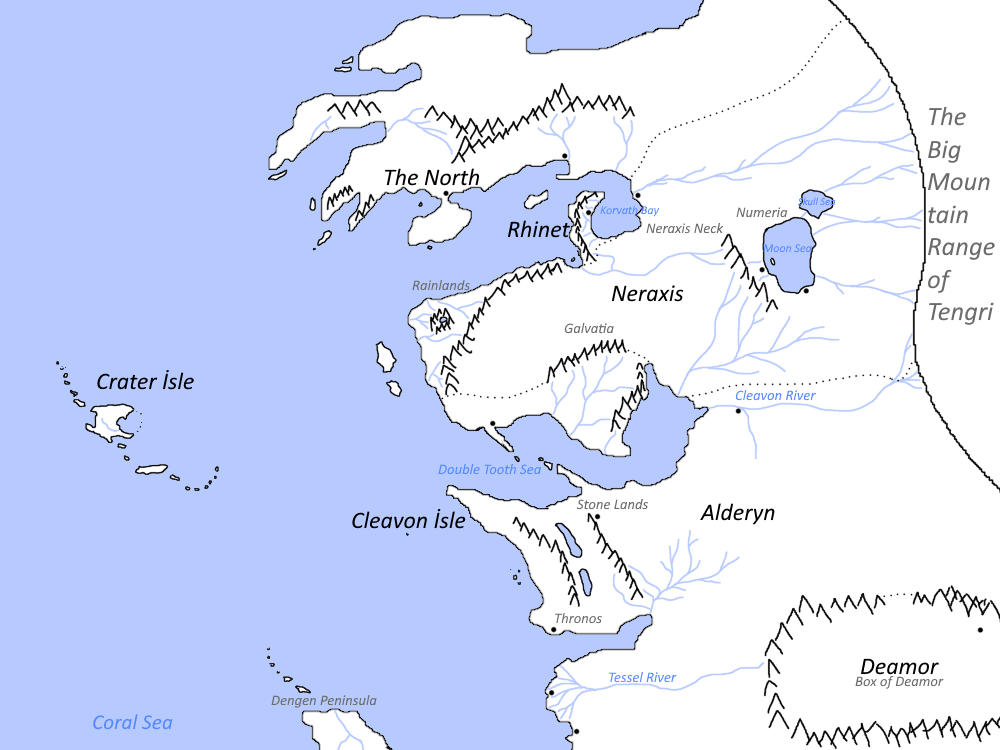 The
Big
Moun
tain
Range
of
Tengri
The North
Skull Sea
Korvath Bay
Numeria
Rhinet
Neraxis Neck
Moon Sea
Rainlands
Neraxis
Galvatia
Crater İsle
Cleavon River
Double Tooth Sea
Stone Lands
Cleavon İsle
Alderyn
Thronos
Deamor
Box of Deamor
Tessel River
Dengen Peninsula
Coral Sea